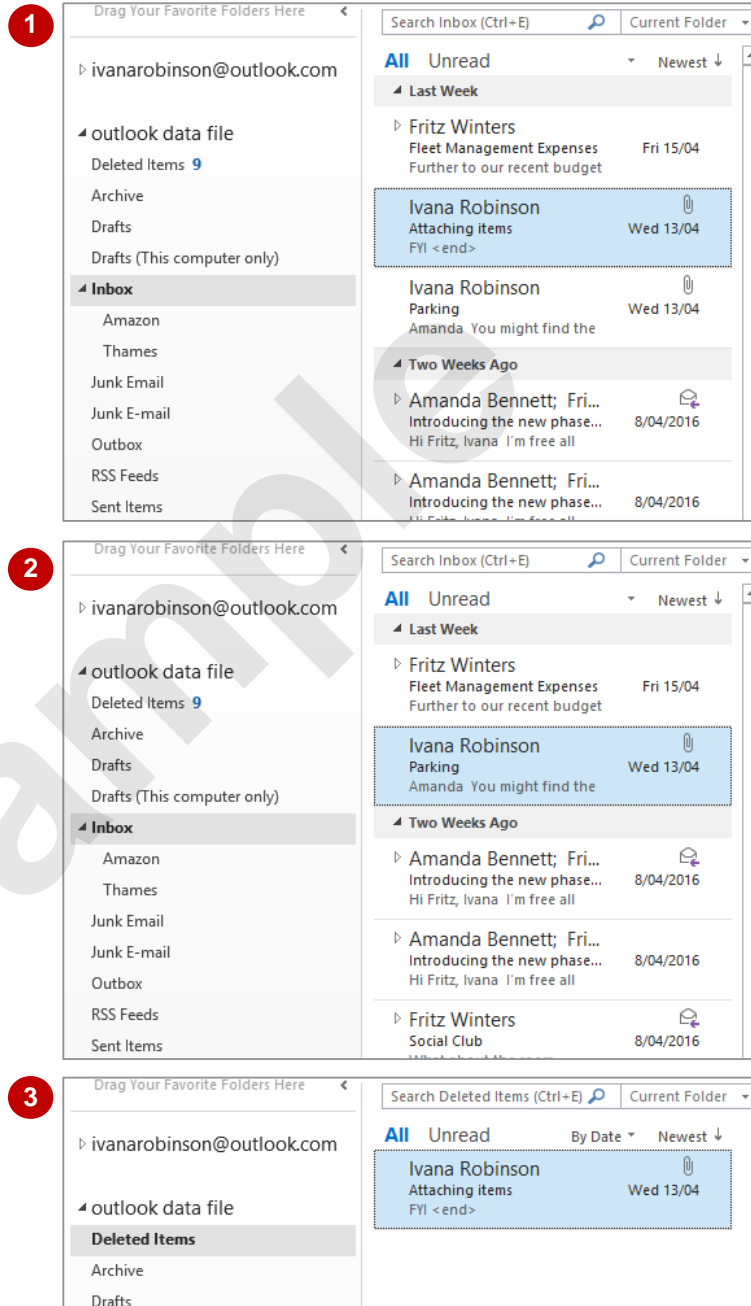 1
Drag Your Favorite Folders Here
ivanarobinson@outlook.com
outlook data file
Deleted Items 9
Archive
Drafts
Drafts (This computer only)
Inbox
Amazon
Thames
Junk Email
Junk E-mail
Outbox
RSS Feeds
Sent Items
Search Inbox (Ctrl+E) Current Folder
All Unread Newest ↓
Last Week
Fritz Winters
Fleet Management Expenses Fri 15/04
Further to our recent budget
Ivana Robinson
Attaching items Wed 13/04
FYI <end>
Ivana Robinson
Parking Wed 13/04
Amanda You might find the
Two Weeks Ago
Amanda Bennett; Fri...
Introducing the new phase... 8/04/2016
Hi Fritz, Ivana I'm free all
Amanda Bennett; Fri...
Introducing the new phase... 8/04/2016
Hi Fritz, Ivana I'm free all
2
Drag Your Favorite Folders Here
ivanarobinson@outlook.com
outlook data file
Deleted Items 9
Archive
Drafts
Drafts (This computer only)
Inbox
Amazon
Thames
Junk Email
Junk E-mail
Outbox
RSS Feeds
Sent Items
Search Inbox (Ctrl+E) Current Folder
All Unread Newest ↓
Last Week
Fritz Winters
Fleet Management Expenses Fri 15/04
Further to our recent budget
Ivana Robinson
Parking Wed 13/04
Amanda You might find the
Two Weeks Ago
Amanda Bennett; Fri...
Introducing the new phase... 8/04/2016
Hi Fritz, Ivana I'm free all
Amanda Bennett; Fri...
Introducing the new phase... 8/04/2016
Hi Fritz, Ivana I'm free all
Fritz Winters
Social Club 8/04/2016
What about the room
3
Drag Your Favorite Folders Here
ivanarobinson@outlook.com
outlook data file
Deleted Items
Archive
Drafts
Search Deleted Items (Ctrl+E) Current Folder
All Unread By Date Newest ↓
Ivana Robinson
Attaching items Wed 13/04
FYI <end>
ample